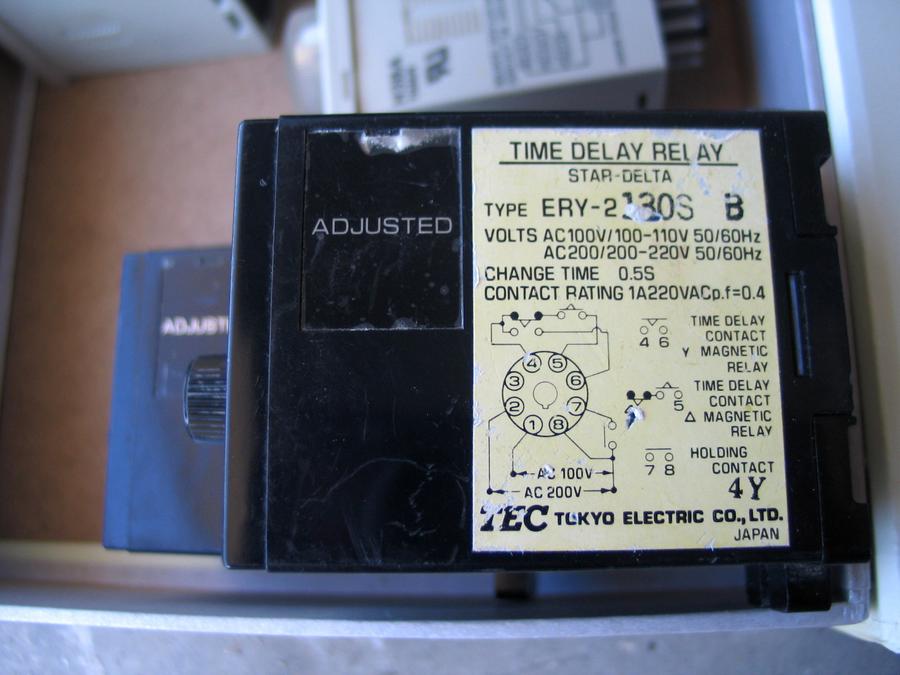 ADJUSTED
TIME DELAY RELAY
STAR-DELTA
TYPE ERY-2 130S B
VOLTS AC100V/100-110V 50/60Hz
AC200/200-220V 50/60Hz
CHANGE TIME 0.5S
CONTACT RATING 1A220VACp.f=0.4
4 5
3 6
2 7
1 8
AC 100V
AC 200V
4 6
TIME DELAY
CONTACT
Y MAGNETIC
RELAY
5
TIME DELAY
CONTACT
Δ MAGNETIC
RELAY
7 8
HOLDING
CONTACT
4Y
TEC TOKYO ELECTRIC CO., LTD.
JAPAN